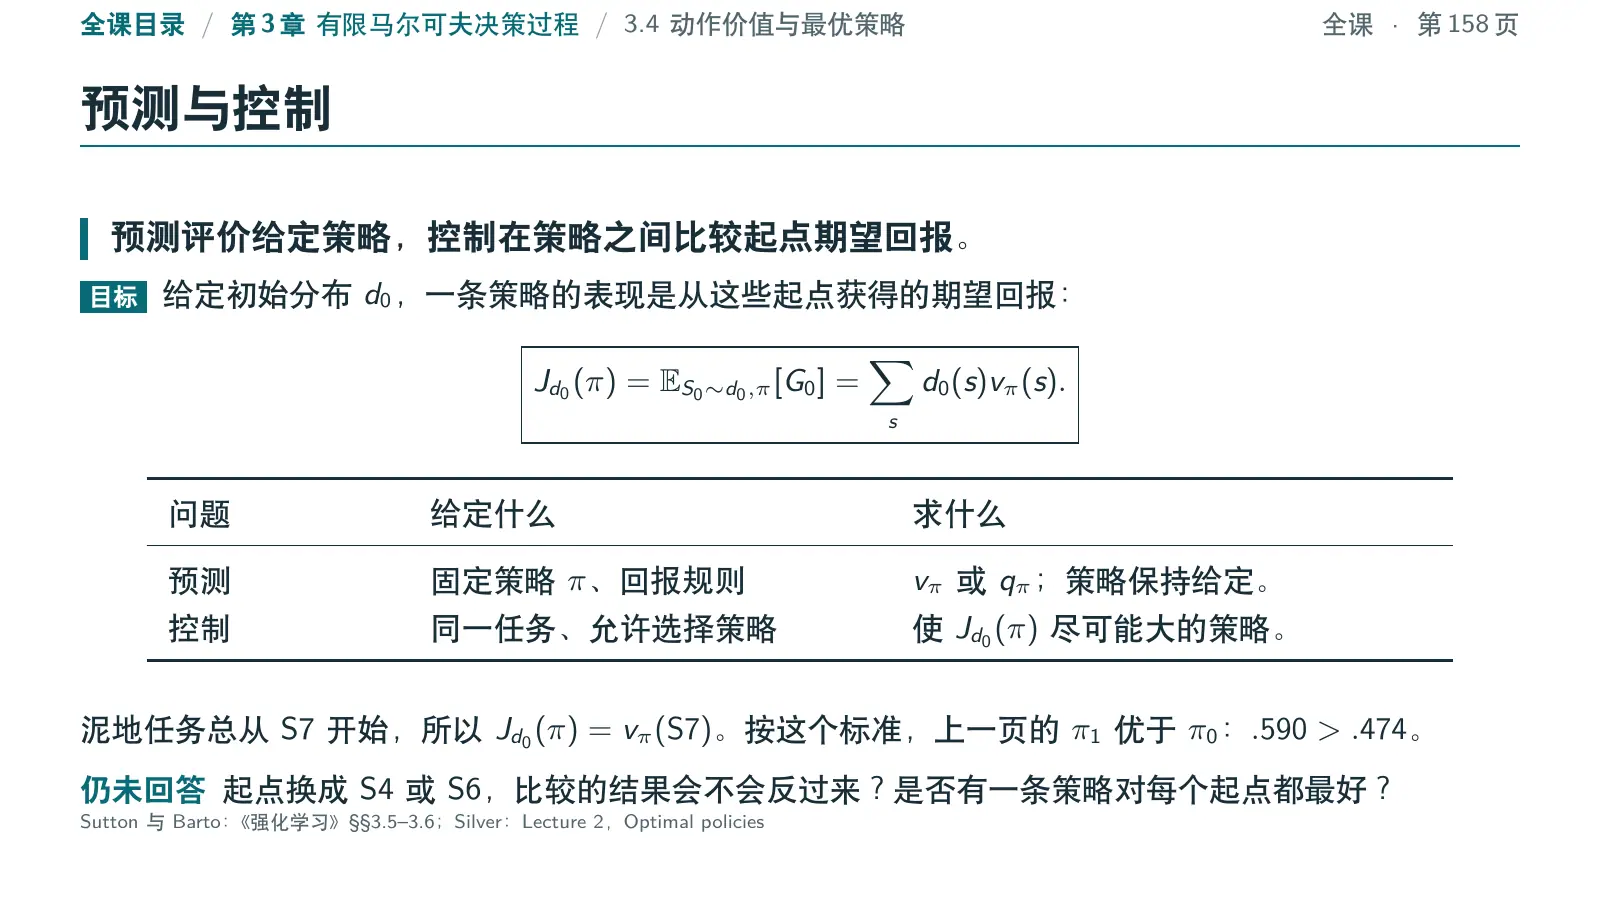 全课目录 / 第3章 有限马尔可夫决策过程 / 3.4 动作价值与最优策略 全课 · 第158页
预测与控制
预测评价给定策略，控制在策略之间比较起点期望回报。
目标 给定初始分布 d₀，一条策略的表现是从这些起点获得的期望回报：
J_{d₀}(π) = 𝔼_{S₀∼d₀,π}[G₀] = ∑_s d₀(s)v_π(s).
问题 给定什么 求什么
预测 固定策略 π、回报规则 v_π 或 q_π；策略保持给定。
控制 同一任务、允许选择策略 使 J_{d₀}(π) 尽可能大的策略。
泥地任务总从 S7 开始，所以 J_{d₀}(π) = v_π(S7)。按这个标准，上一页的 π₁ 优于 π₀：.590 > .474。
仍未回答 起点换成 S4 或 S6，比较的结果会不会反过来？是否有一条策略对每个起点都最好？
Sutton 与 Barto：《强化学习》§§3.5–3.6；Silver：Lecture 2，Optimal policies